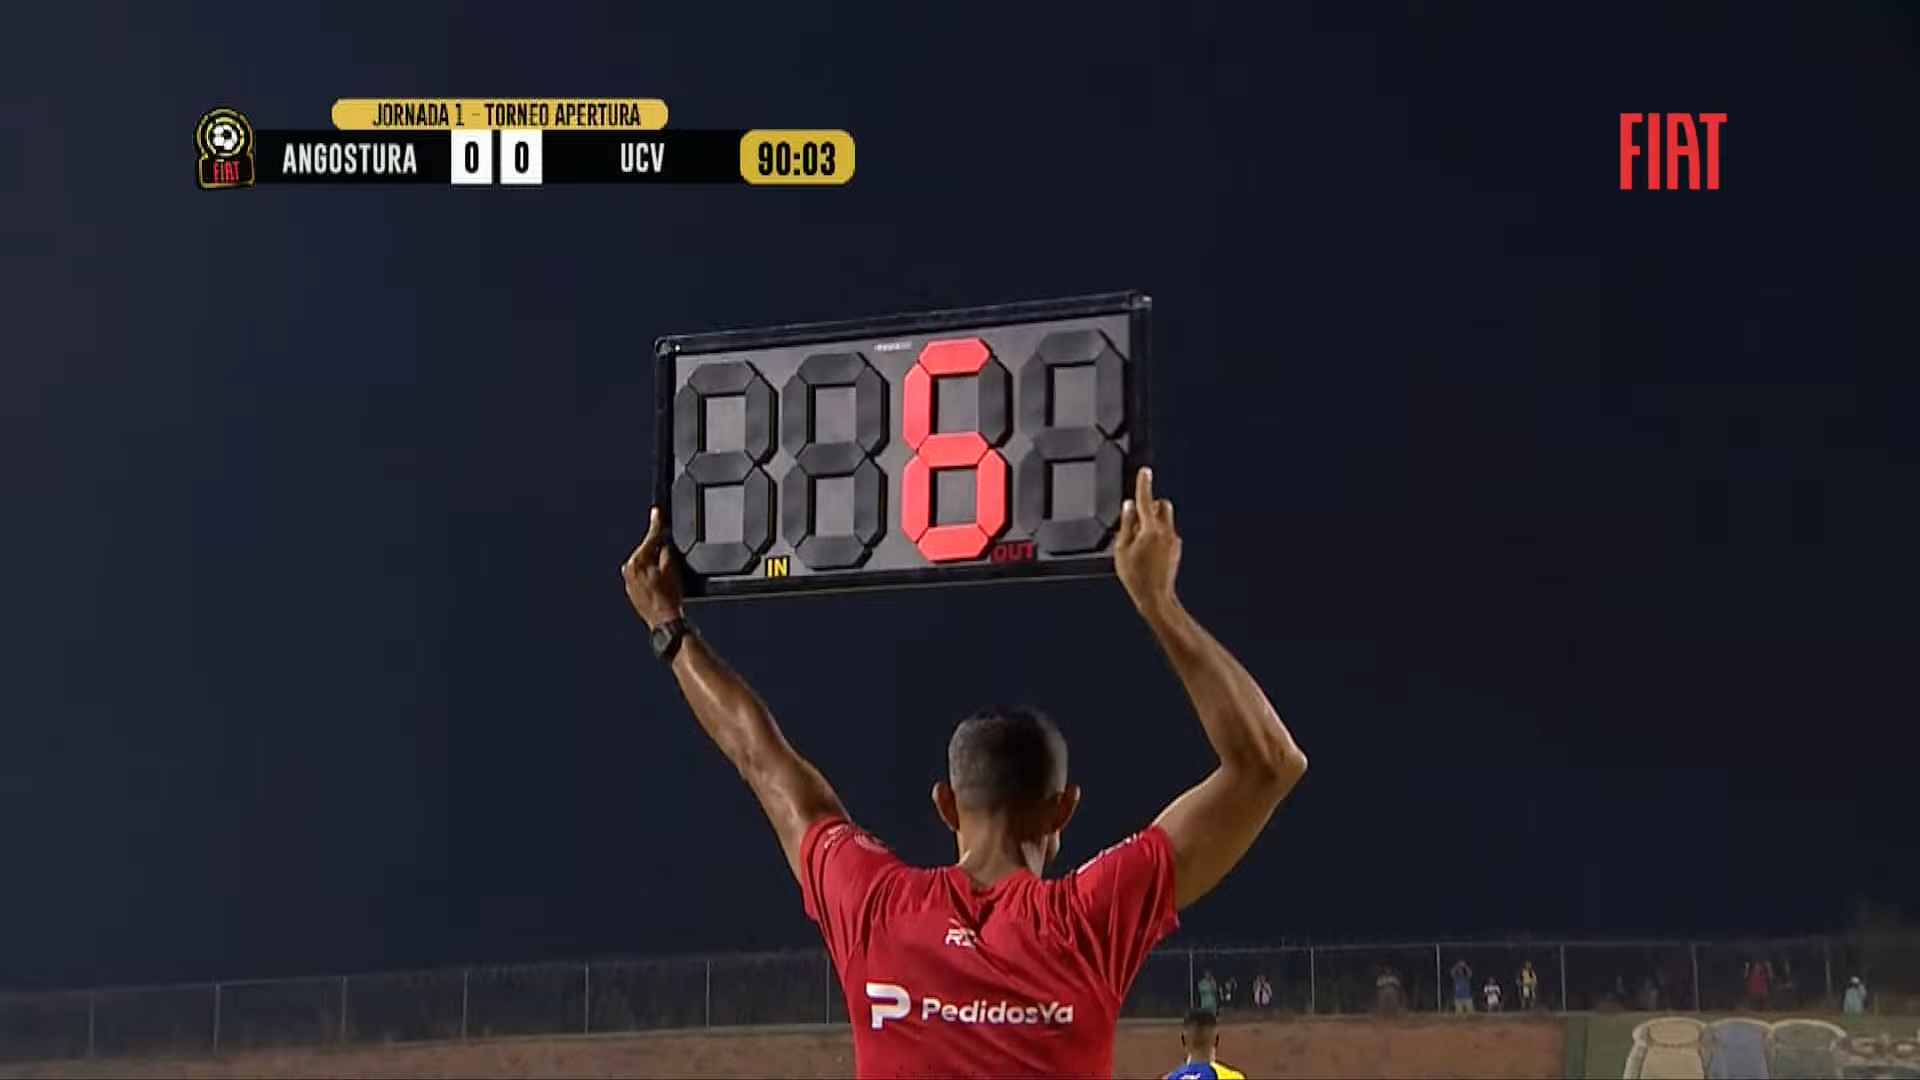 JORNADA 1 - TORNEO APERTURA
ANGOSTURA 0 0 UCV 90:03
FIAT
FIAT
6
IN OUT
PedidosYa